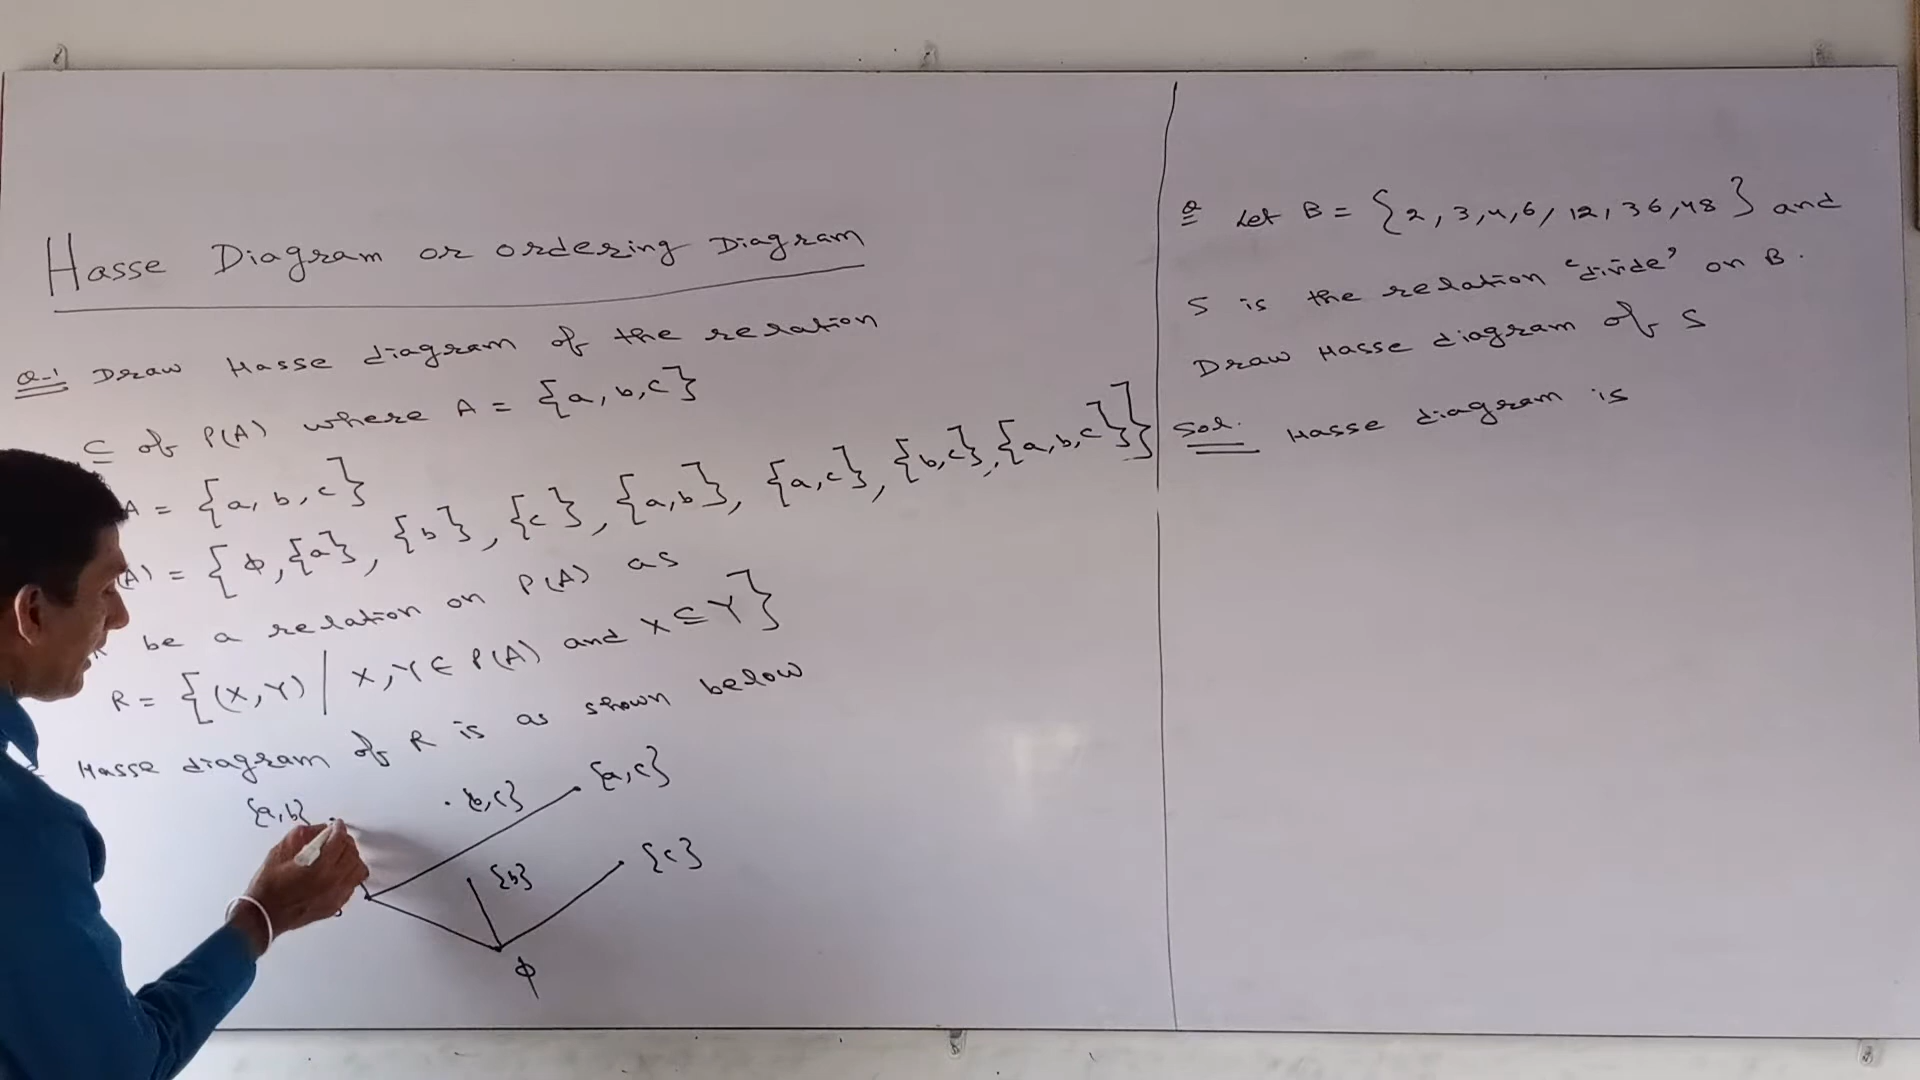 Hasse Diagram or ordering Diagram
Q-1 Draw Hasse diagram of the relation
⊆ of P(A) where A = {a, b, c}
A = {a, b, c}
(A) = {ϕ, {a}, {b}, {c}, {a, b}, {a, c}, {b, c}, {a, b, c}}
be a relation on P(A) as
R = {(X, Y) | X, Y ∈ P(A) and X ⊆ Y}
Hasse diagram of R is as shown below
{a, b} {b, c} {a, c}
{b} {c}
ϕ
Q Let B = {2, 3, 4, 6, 12, 36, 48} and
S is the relation 'divide' on B.
Draw Hasse diagram of S
Sol. Hasse diagram is